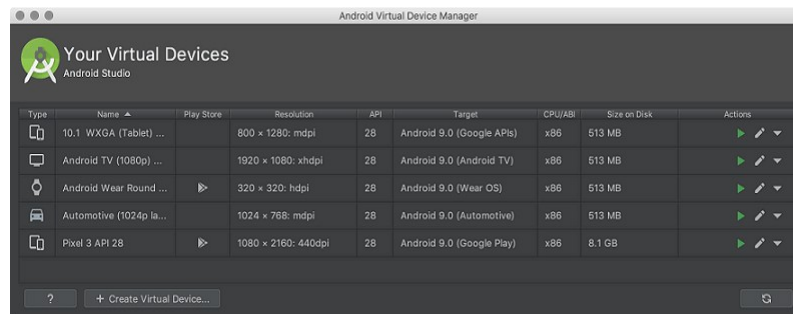 Android Virtual Device Manager
Your Virtual Devices
Android Studio
Type Name Play Store Resolution API Target CPU/ABI Size on Disk Actions
10.1 WXGA (Tablet) ... 800 × 1280: mdpi 28 Android 9.0 (Google APIs) x86 513 MB
Android TV (1080p) ... 1920 × 1080: xhdpi 28 Android 9.0 (Android TV) x86 513 MB
Android Wear Round ... 320 × 320: hdpi 28 Android 9.0 (Wear OS) x86 513 MB
Automotive (1024p la... 1024 × 768: mdpi 28 Android 9.0 (Automotive) x86 513 MB
Pixel 3 API 28 1080 × 2160: 440dpi 28 Android 9.0 (Google Play) x86 8.1 GB
? + Create Virtual Device...